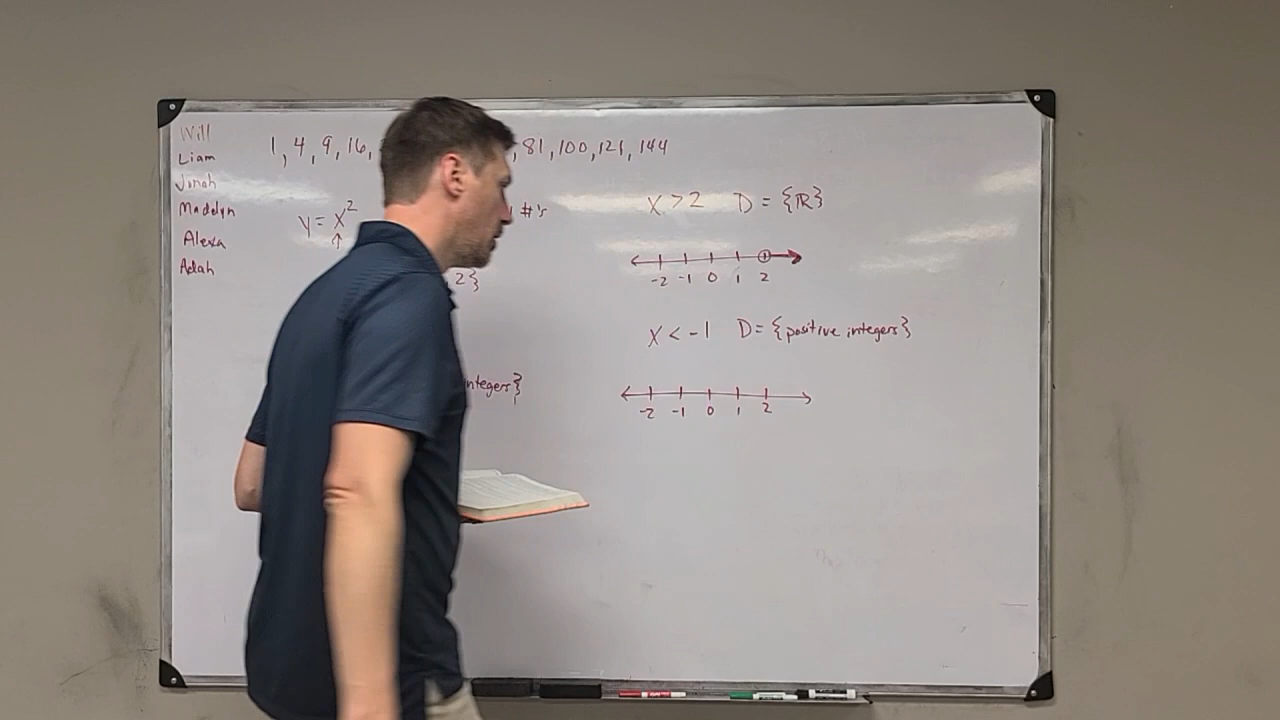 Will
Liam
Jonah
Madelyn
Alexa
Adah
1, 4, 9, 16, , 81, 100, 121, 144
y = x²
↑
#'s
2}
ntegers}
X > 2 D = {ℝ}
-2 -1 0 1 2
X < -1 D = {positive integers}
-2 -1 0 1 2